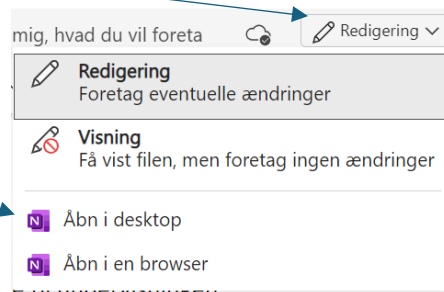 mig, hvad du vil foreta
Redigering
Redigering
Foretag eventuelle ændringer
Visning
Få vist filen, men foretag ingen ændringer
Åbn i desktop
Åbn i en browser